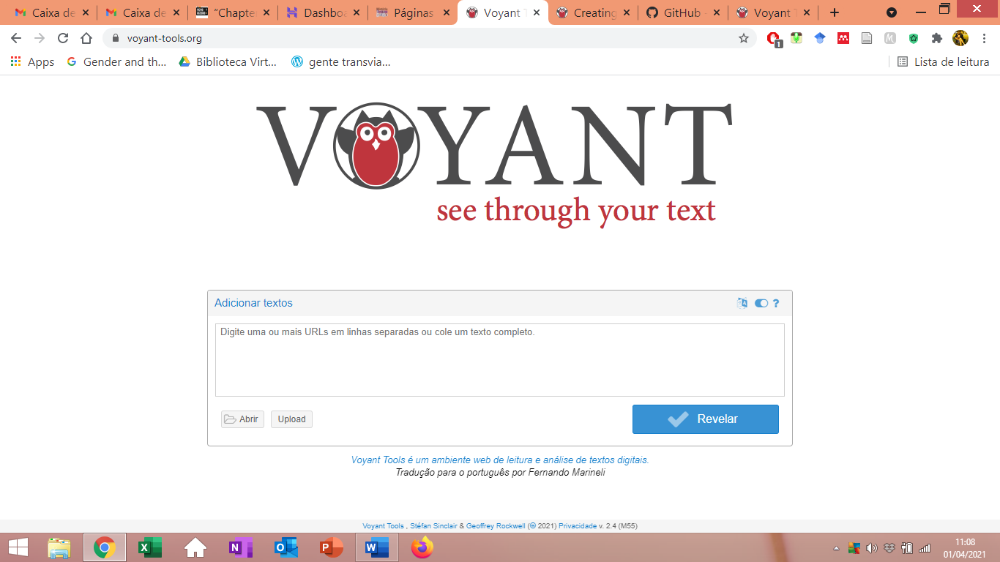 Caixa de
Caixa de
"Chapte
Dashboa
Páginas
Voyant T
Creating
GitHub
Voyant T
voyant-tools.org
1
Apps
Gender and th...
Biblioteca Virt...
gente transvia...
Lista de leitura
VOYANT
see through your text
Adicionar textos
?
Digite uma ou mais URLs em linhas separadas ou cole um texto completo.
Abrir
Upload
Revelar
Voyant Tools é um ambiente web de leitura e análise de textos digitais.
Tradução para o português por Fernando Marineli
Voyant Tools , Stéfan Sinclair & Geoffrey Rockwell (© 2021) Privacidade v. 2.4 (M55)
11:08
01/04/2021